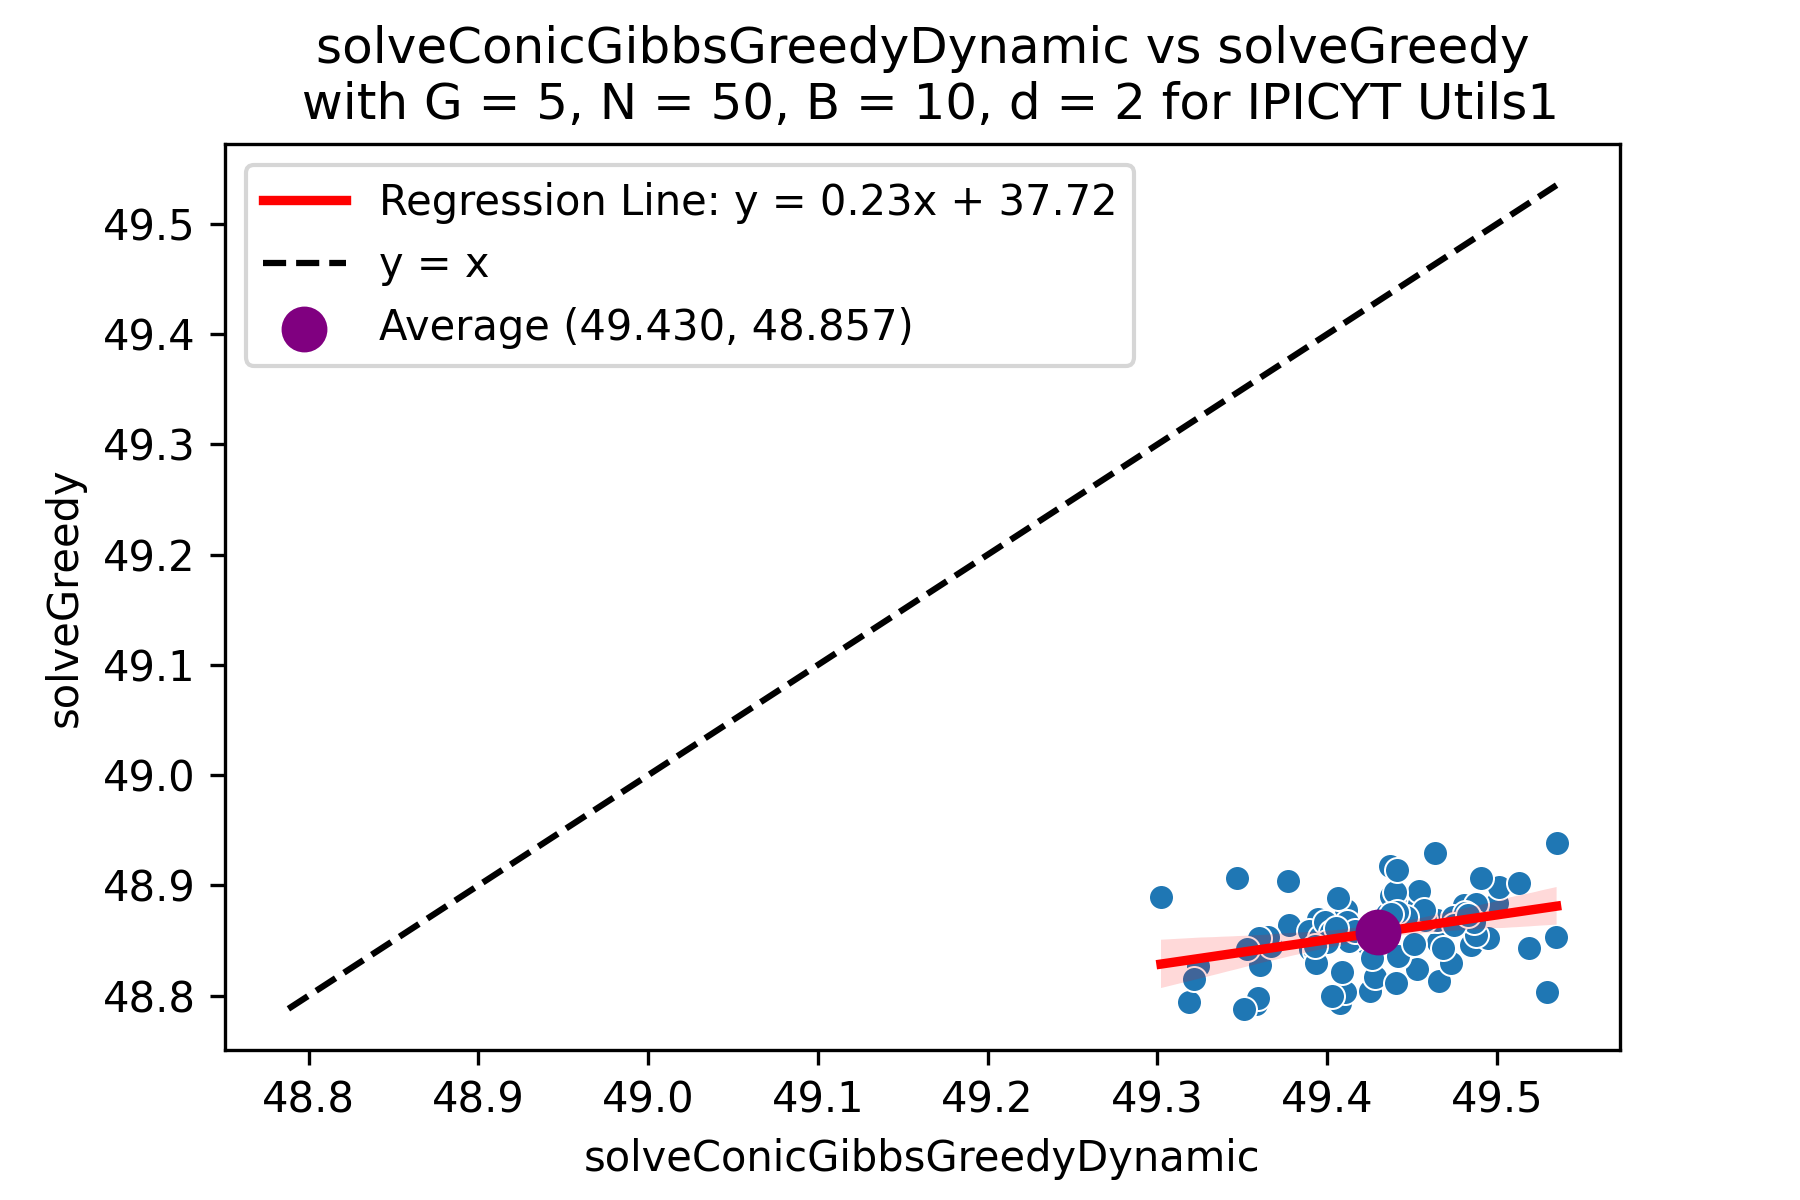 solveConicGibbsGreedyDynamic vs solveGreedy
with G = 5, N = 50, B = 10, d = 2 for IPICYT Utils1
Regression Line: y = 0.23x + 37.72
y = x
Average (49.430, 48.857)
49.5
49.4
49.3
49.2
49.1
49.0
48.9
48.8
solveGreedy
48.8 48.9 49.0 49.1 49.2 49.3 49.4 49.5
solveConicGibbsGreedyDynamic